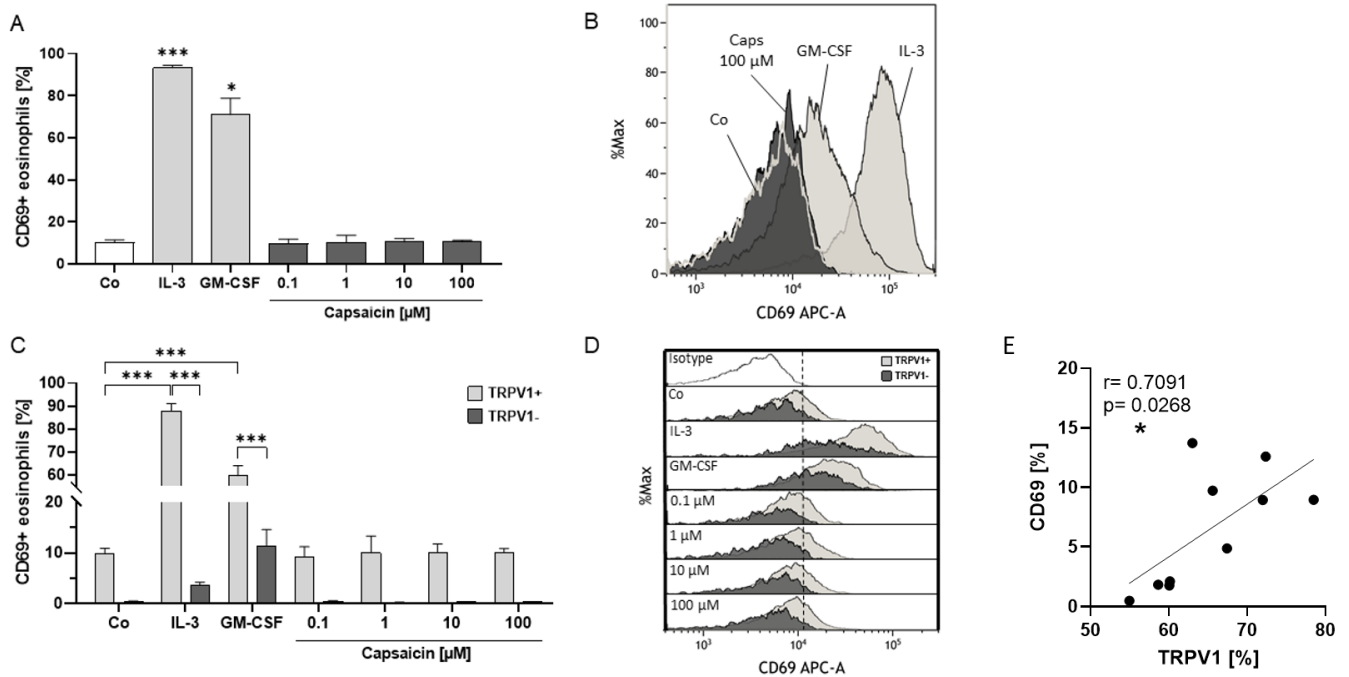 A
CD69+ eosinophils [%]
100
80
60
40
20
0
***
*
Co IL-3 GM-CSF 0.1 1 10 100
Capsaicin [µM]
B
%Max
100
80
60
40
20
0
Caps
100 µM
GM-CSF
IL-3
Co
10³ 10⁴ 10⁵
CD69 APC-A
C
CD69+ eosinophils [%]
***
*** ***
***
100
90
80
70
60
20
10
0
TRPV1+
TRPV1-
Co IL-3 GM-CSF 0.1 1 10 100
Capsaicin [µM]
D
%Max
Isotype
TRPV1+
TRPV1-
Co
IL-3
GM-CSF
0.1 µM
1 µM
10 µM
100 µM
10³ 10⁴ 10⁵
CD69 APC-A
E
CD69 [%]
20
15
10
5
0
r= 0.7091
p= 0.0268
*
50 60 70 80
TRPV1 [%]